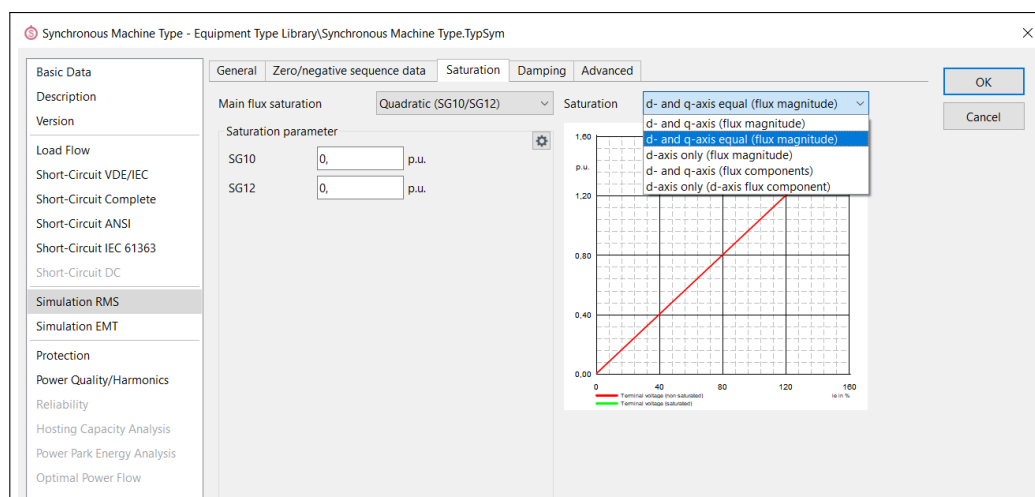 Synchronous Machine Type - Equipment Type Library\Synchronous Machine Type.TypSym
Basic Data
Description
Version
Load Flow
Short-Circuit VDE/IEC
Short-Circuit Complete
Short-Circuit ANSI
Short-Circuit IEC 61363
Short-Circuit DC
Simulation RMS
Simulation EMT
Protection
Power Quality/Harmonics
Reliability
Hosting Capacity Analysis
Power Park Energy Analysis
Optimal Power Flow
General Zero/negative sequence data Saturation Damping Advanced
Main flux saturation Quadratic (SG10/SG12) Saturation d- and q-axis equal (flux magnitude)
d- and q-axis (flux magnitude)
d- and q-axis equal (flux magnitude)
d-axis only (flux magnitude)
d- and q-axis (flux components)
d-axis only (d-axis flux component)
Saturation parameter
SG10 0, p.u.
SG12 0, p.u.
1,60
p.u.
1,20
0,80
0,40
0,00
0 40 80 120 160
Terminal voltage (non-saturated) ie in %
Terminal voltage (saturated)
OK
Cancel